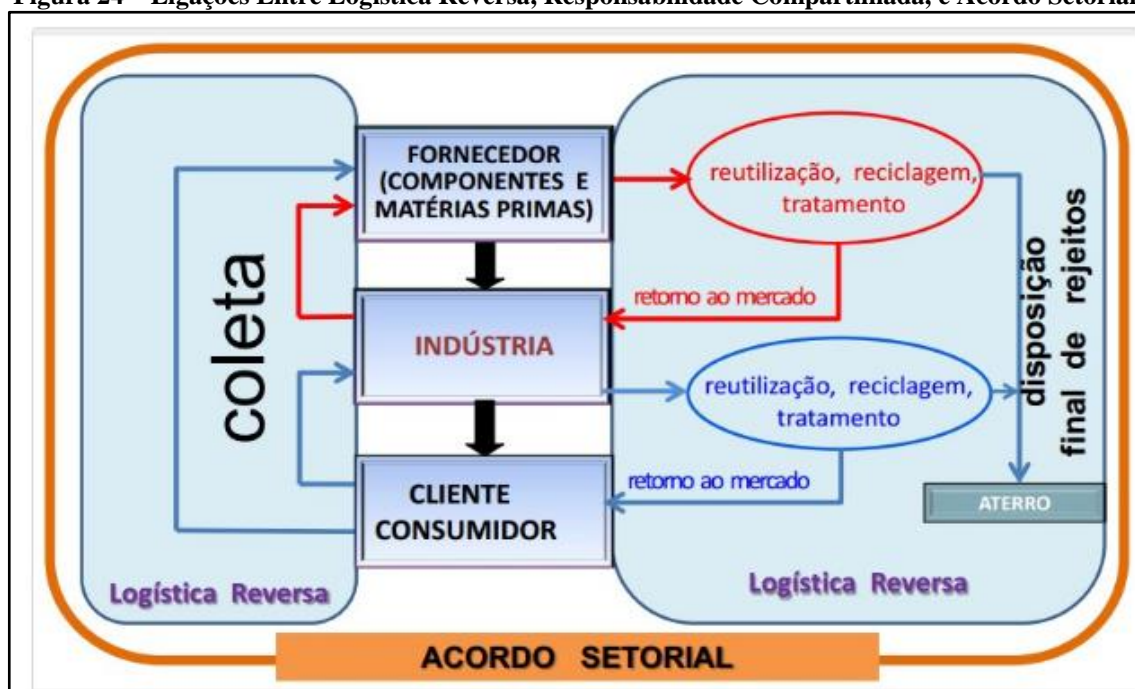 Figura 24 – Ligações Entre Logística Reversa, Responsabilidade Compartilhada, e Acordo Setorial
coleta
FORNECEDOR
(COMPONENTES E
MATÉRIAS PRIMAS)
reutilização, reciclagem,
tratamento
retorno ao mercado
INDÚSTRIA
reutilização, reciclagem,
tratamento
retorno ao mercado
CLIENTE
CONSUMIDOR
disposição
final de rejeitos
ATERRO
Logística Reversa
Logística Reversa
ACORDO SETORIAL